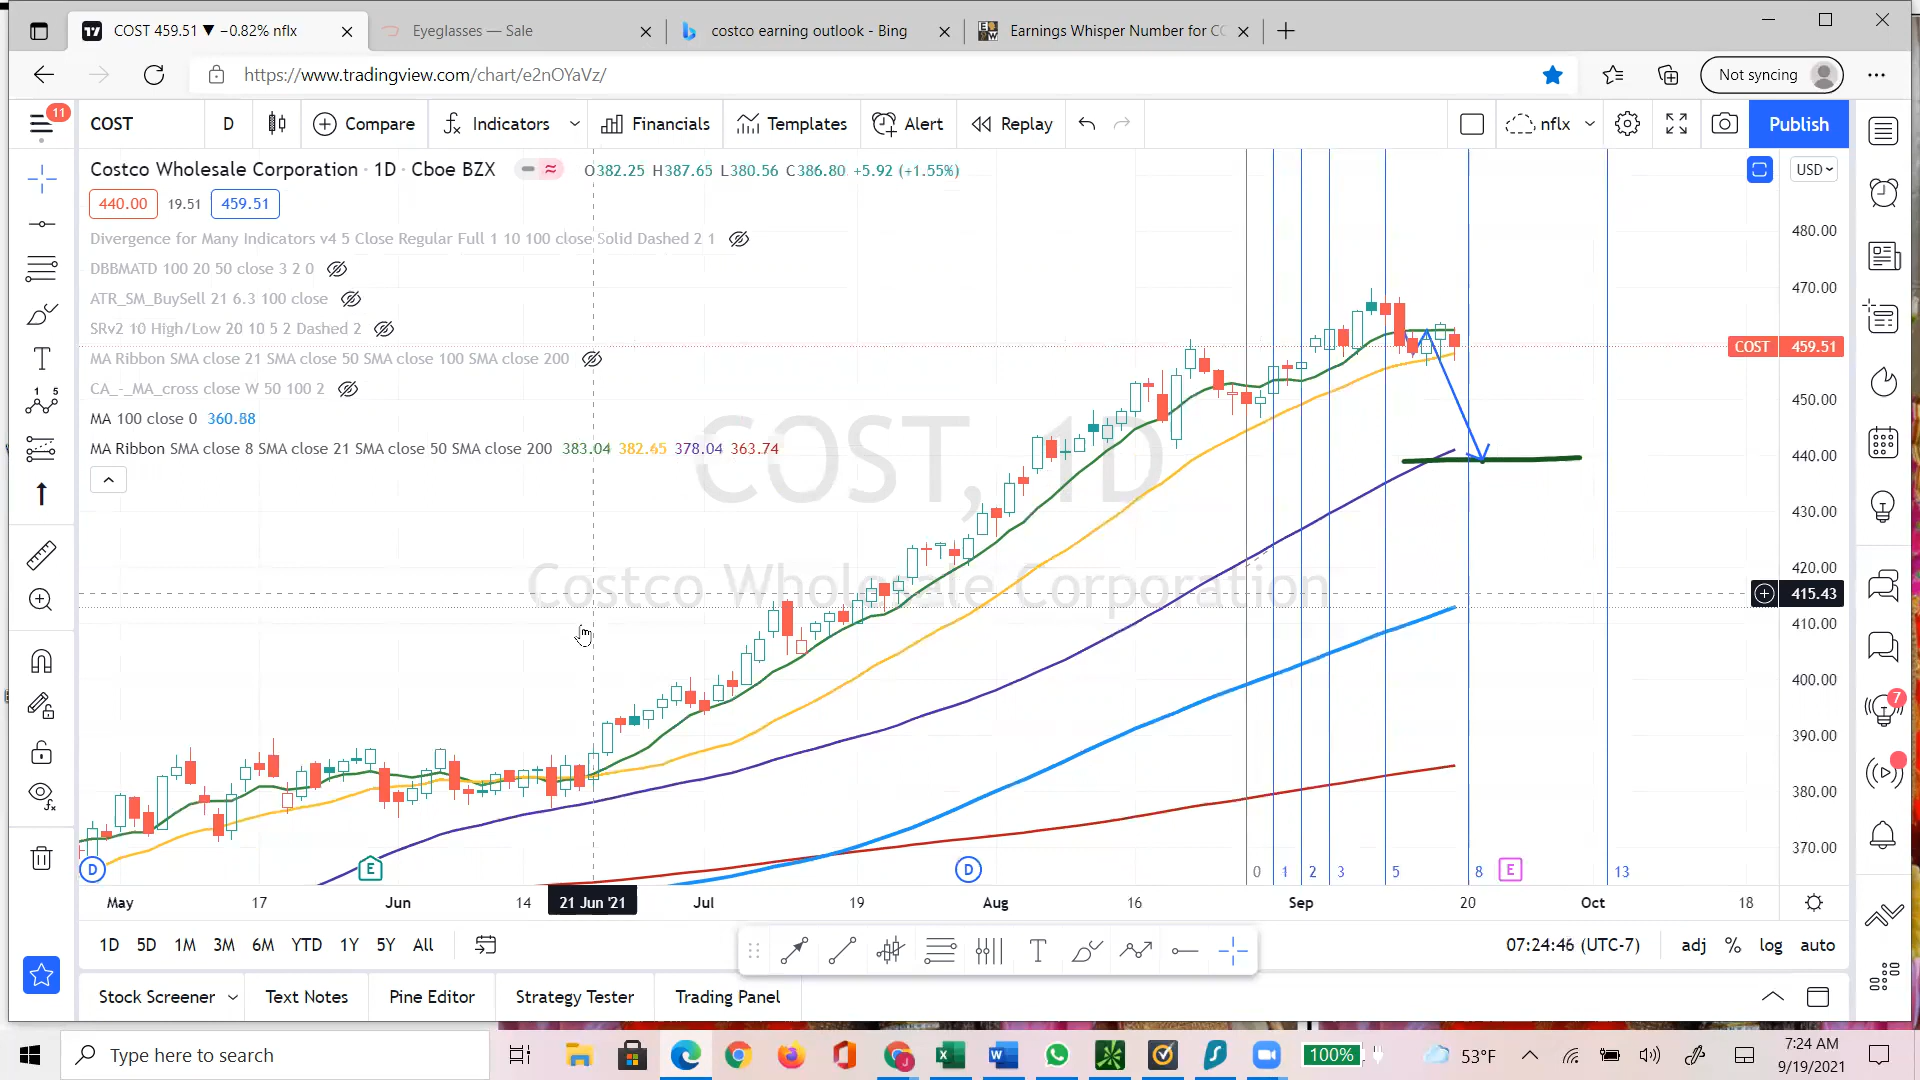 COST 459.51 ▼ −0.82% nflx
Eyeglasses — Sale
costco earning outlook - Bing
Earnings Whisper Number for CO
https://www.tradingview.com/chart/e2nOYaVz/
Not syncing
11
COST
D
Compare
Indicators
Financials
Templates
Alert
Replay
nflx
Publish
Costco Wholesale Corporation · 1D · Cboe BZX
O382.25 H387.65 L380.56 C386.80 +5.92 (+1.55%)
USD
440.00 19.51 459.51
Divergence for Many Indicators v4 5 Close Regular Full 1 10 100 close Solid Dashed 2 1
DBBMATD 100 20 50 close 3 2 0
ATR_SM_BuySell 21 6.3 100 close
SRv2 10 High/Low 20 10 5 2 Dashed 2
MA Ribbon SMA close 21 SMA close 50 SMA close 100 SMA close 200
CA_-_MA_cross close W 50 100 2
MA 100 close 0 360.88
MA Ribbon SMA close 8 SMA close 21 SMA close 50 SMA close 200 383.04 382.65 378.04 363.74
COST, 1D
Costco Wholesale Corporation
480.00
470.00
COST 459.51
450.00
440.00
430.00
420.00
415.43
410.00
400.00
390.00
380.00
370.00
7
D
E
D
0
1
2
3
5
8
E
13
May
17
Jun
14
21 Jun '21
Jul
19
Aug
16
Sep
20
Oct
18
1D 5D 1M 3M 6M YTD 1Y 5Y All
07:24:46 (UTC-7)
adj % log auto
Stock Screener
Text Notes
Pine Editor
Strategy Tester
Trading Panel
Type here to search
100%
53°F
7:24 AM
9/19/2021